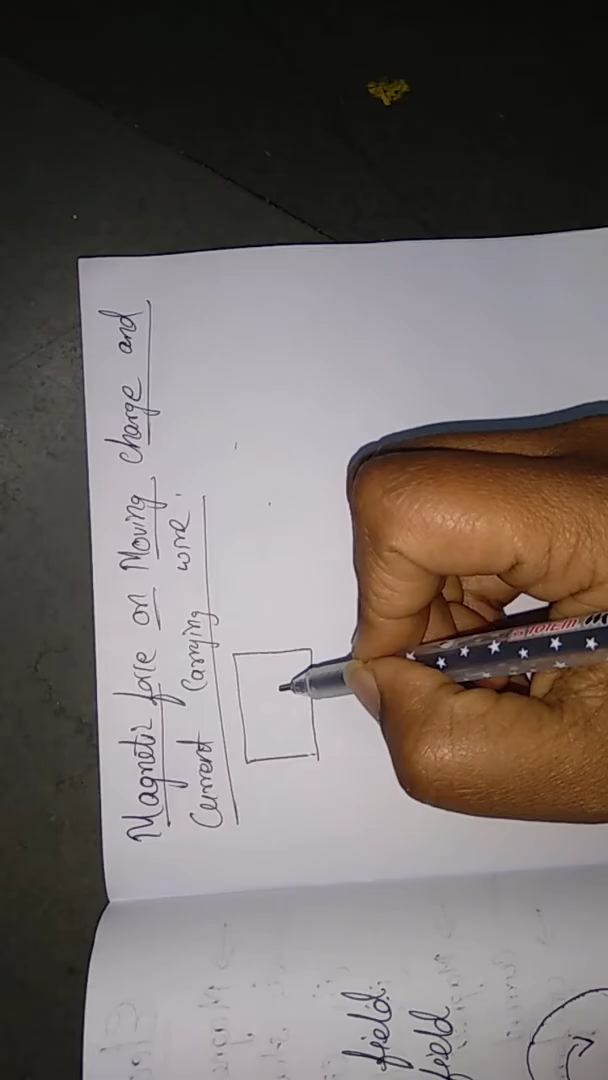 Magnetic force on Moving charge and
Current Carrying wire!
field.
field